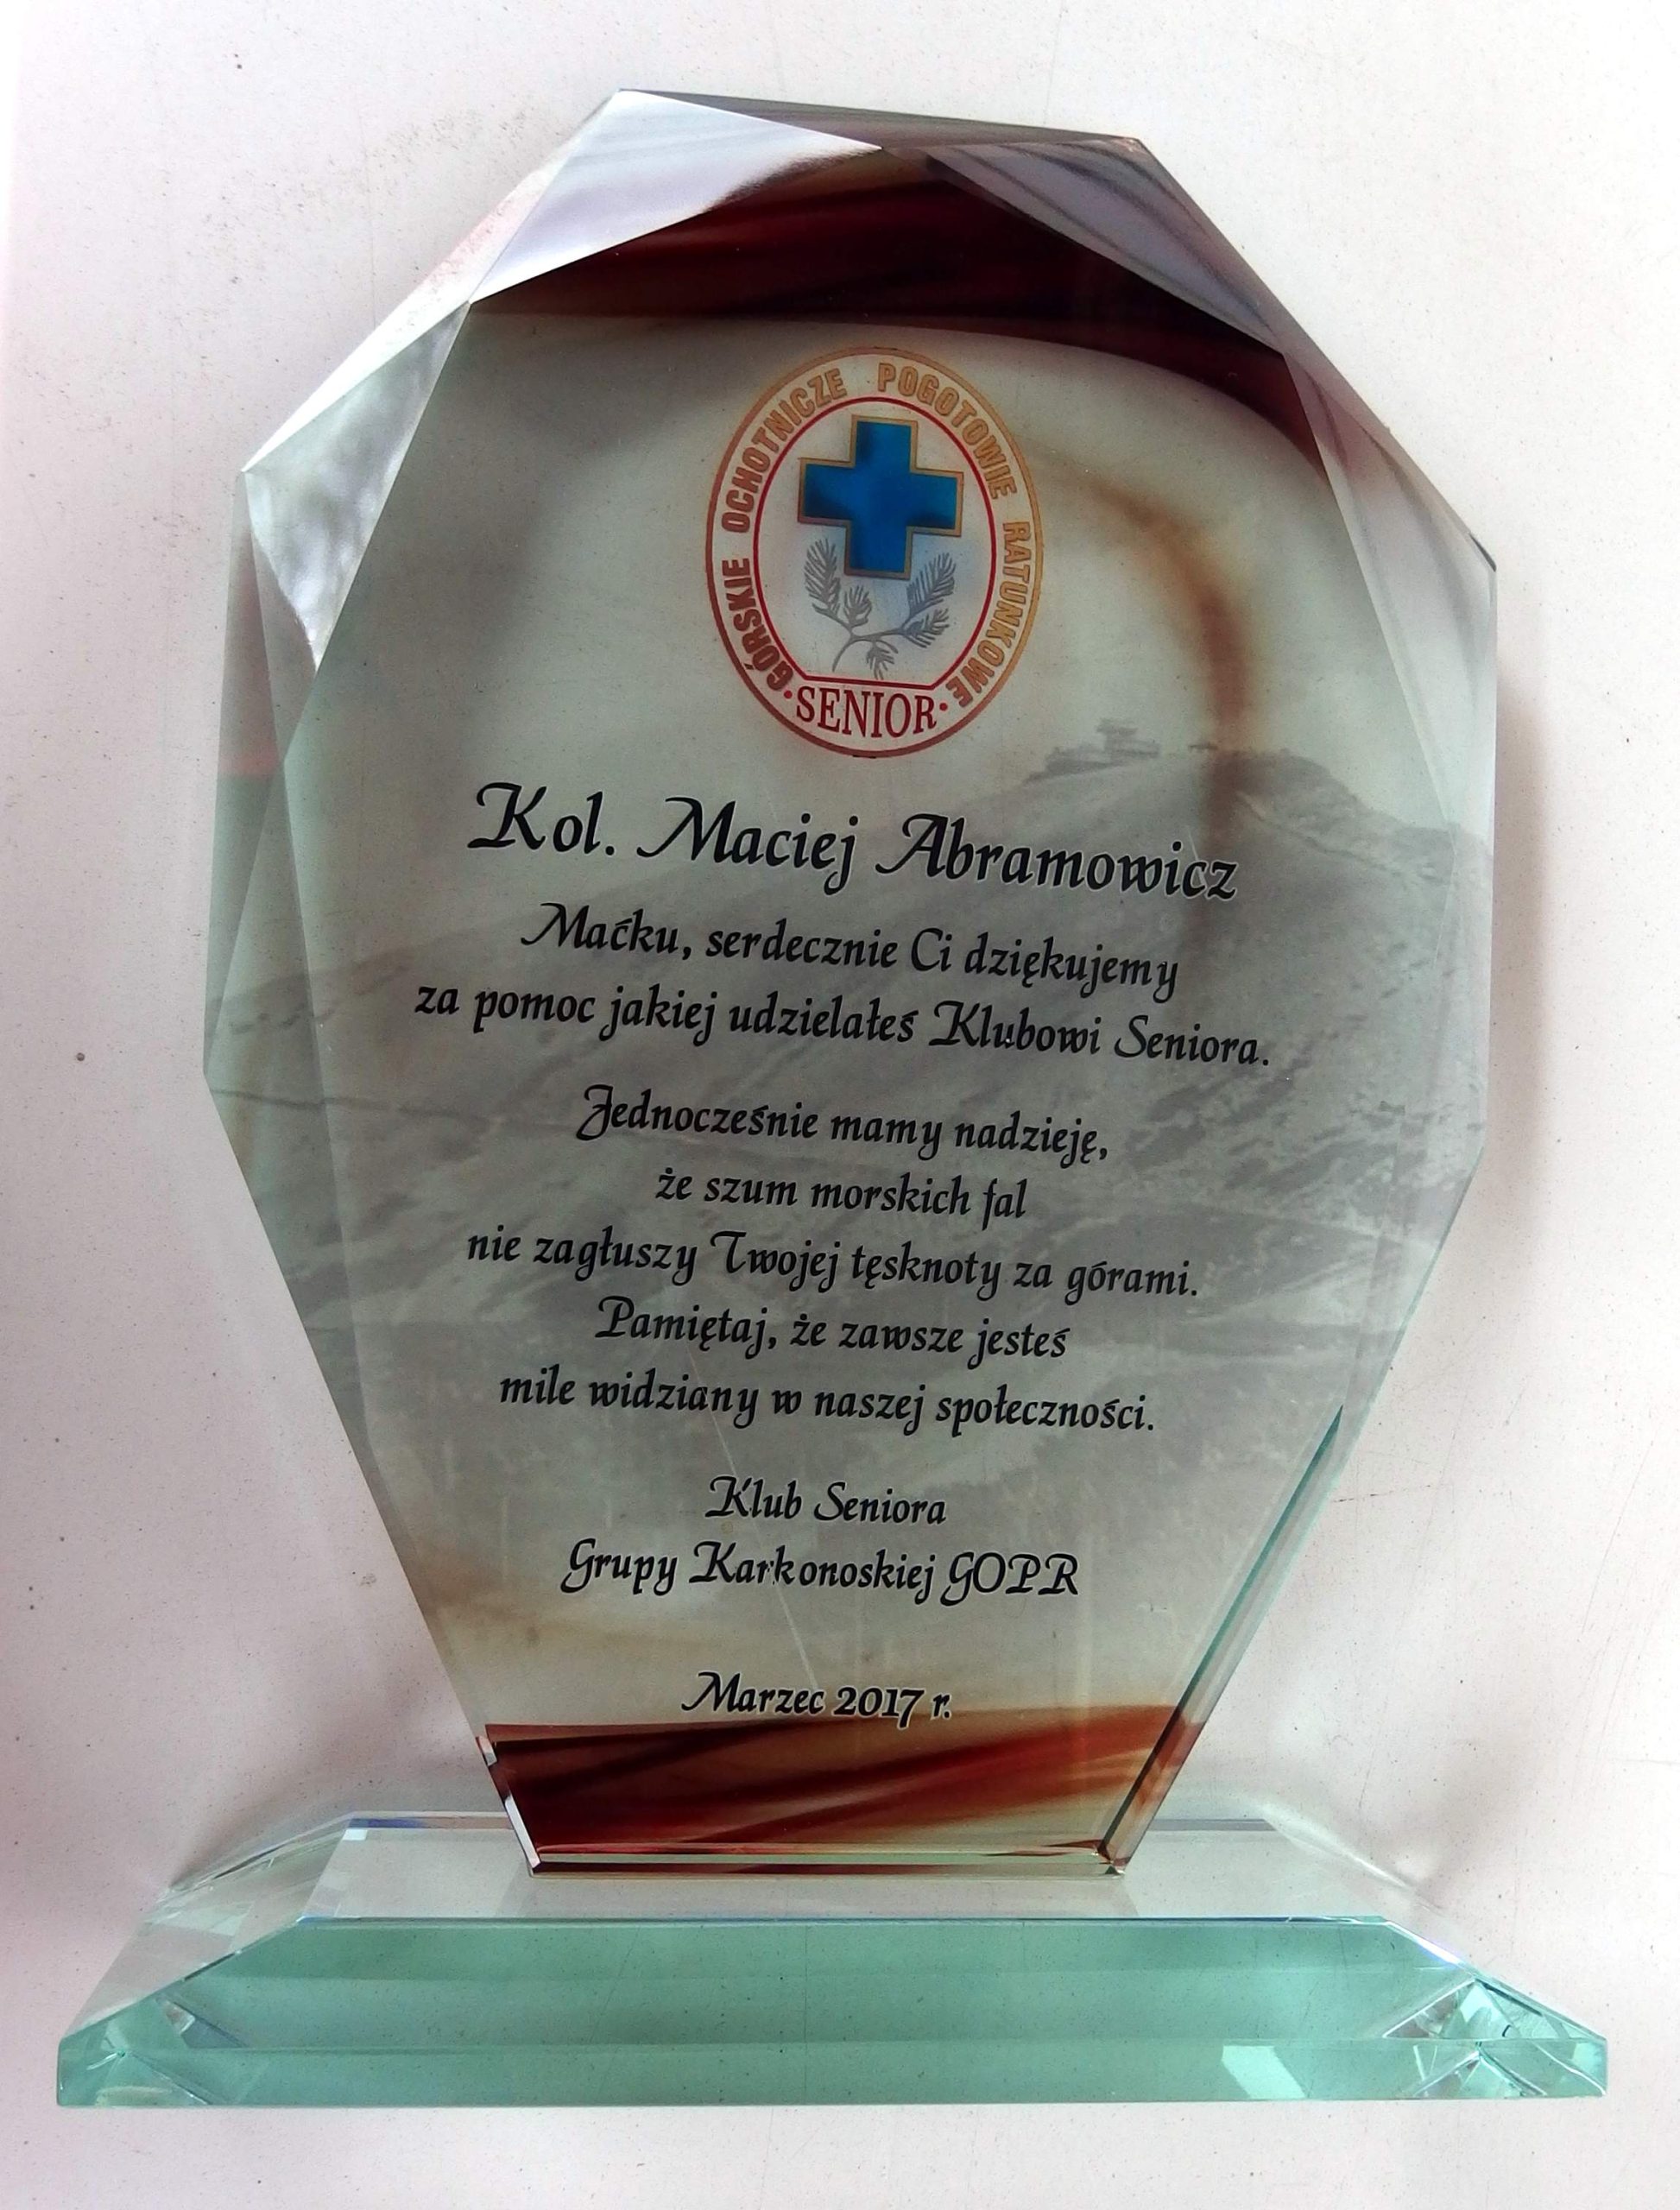 GÓRSKIE OCHOTNICZE POGOTOWIE RATUNKOWE
·SENIOR·
Kol. Maciej Abramowicz
Maćku, serdecznie Ci dziękujemy
za pomoc jakiej udzielałeś Klubowi Seniora.
Jednocześnie mamy nadzieję,
że szum morskich fal
nie zagłuszy Twojej tęsknoty za górami.
Pamiętaj, że zawsze jesteś
mile widziany w naszej społeczności.
Klub Seniora
Grupy Karkonoskiej GOPR
Marzec 2017 r.